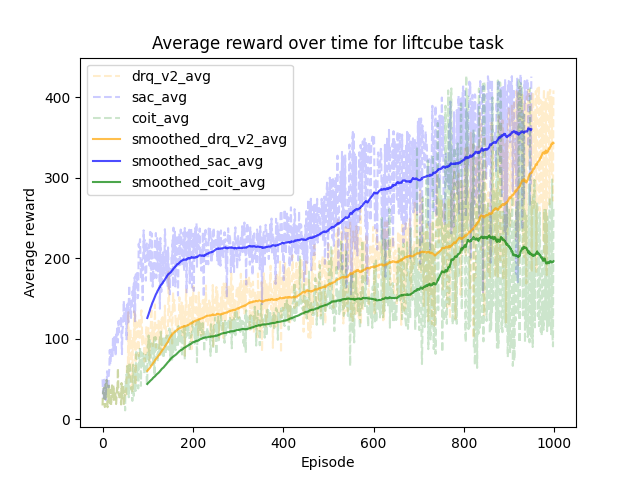 Average reward over time for liftcube task
drq_v2_avg
sac_avg
coit_avg
smoothed_drq_v2_avg
smoothed_sac_avg
smoothed_coit_avg
400
300
200
100
0
Average reward
0 200 400 600 800 1000
Episode